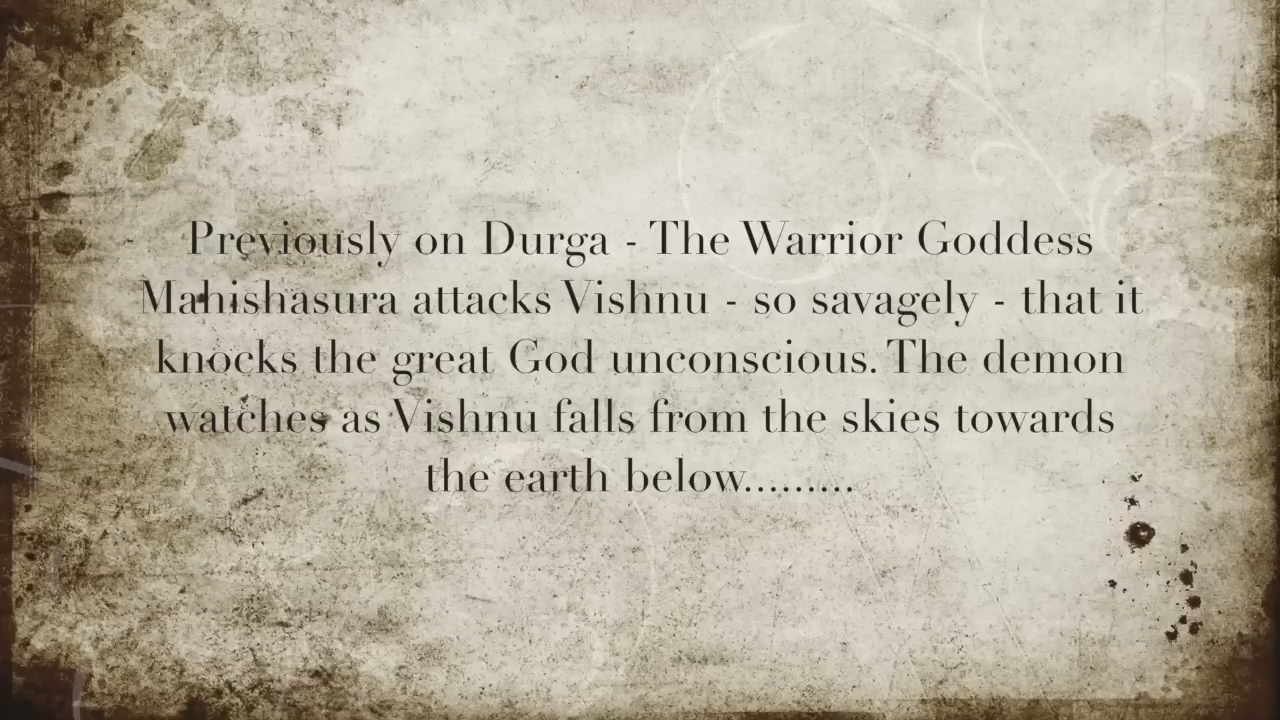 Previously on Durga - The Warrior Goddess
Mahishasura attacks Vishnu - so savagely - that it
knocks the great God unconscious. The demon
watches as Vishnu falls from the skies towards
the earth below.........